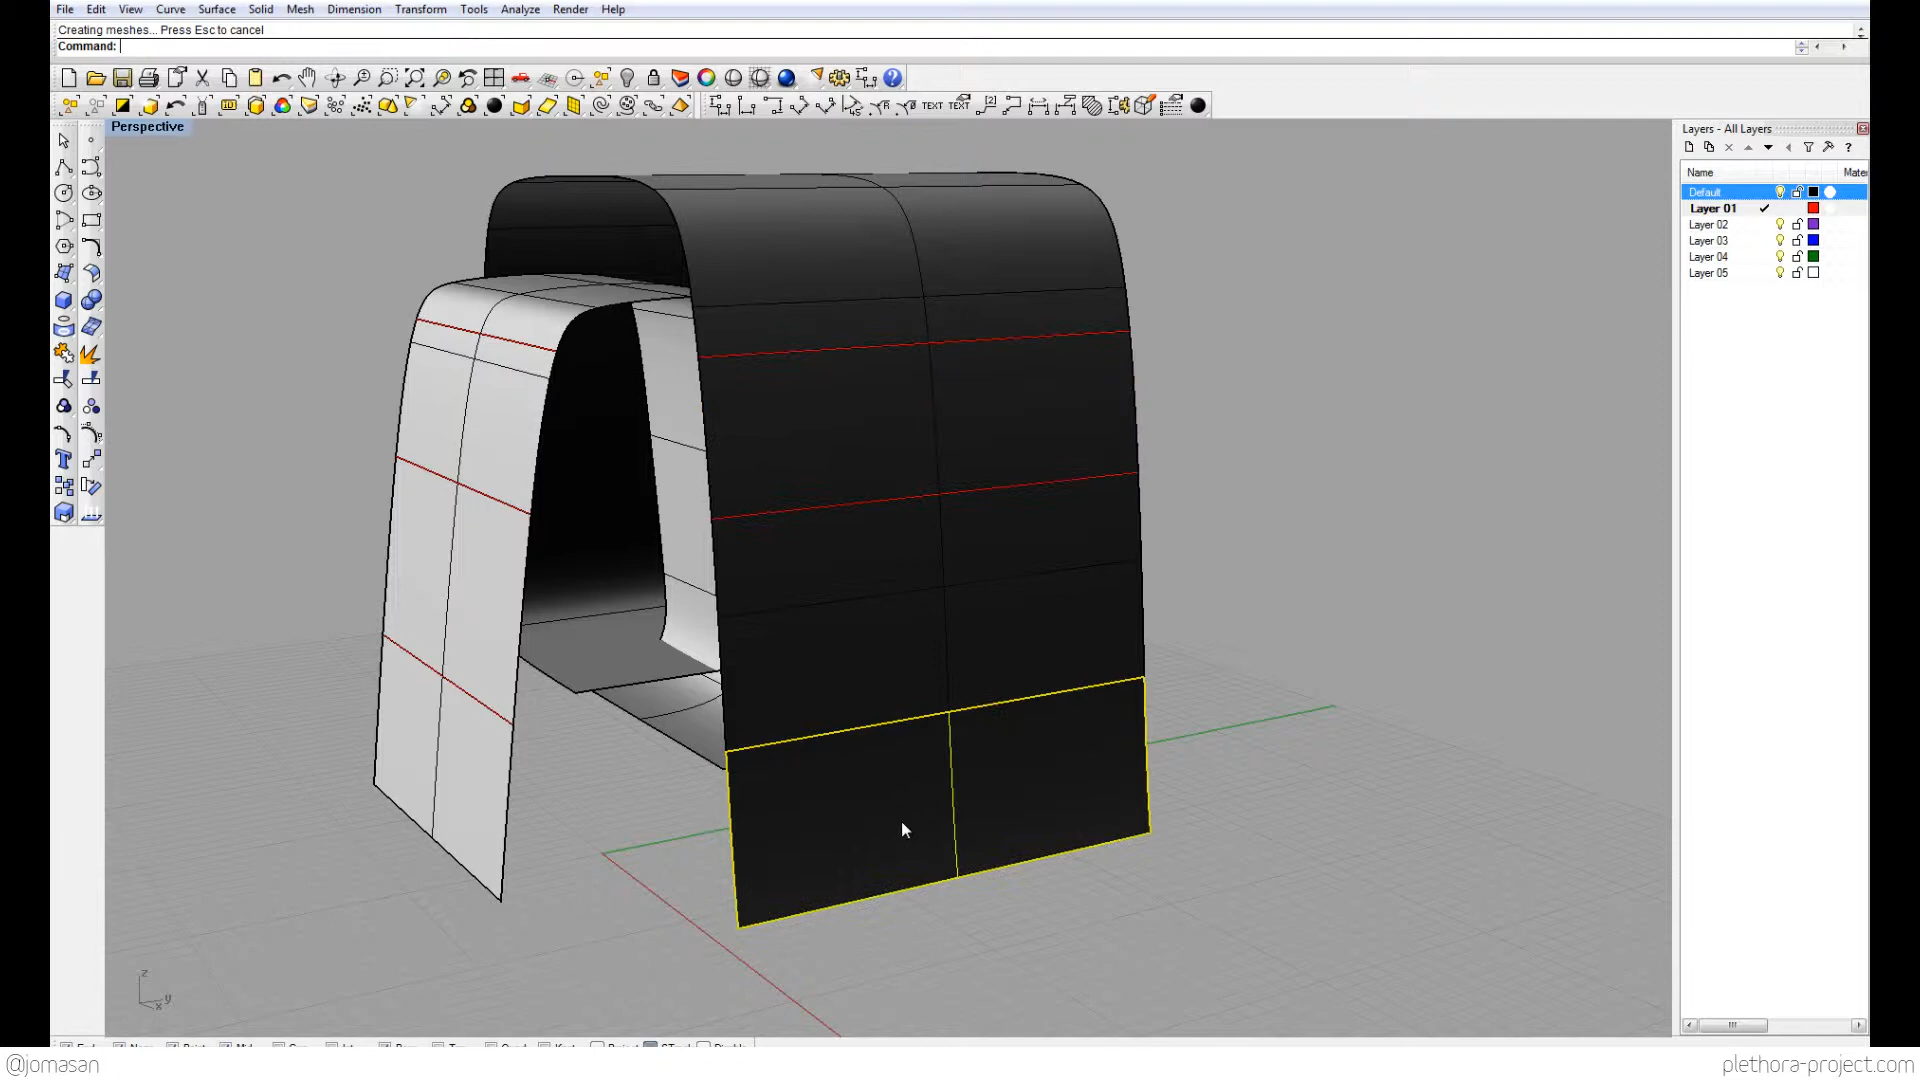 File Edit View Curve Surface Solid Mesh Dimension Transform Tools Analyze Render Help
Creating meshes... Press Esc to cancel
Command:
TEXT TEXT
Perspective
Layers - All Layers
Name Mater
Default
Layer 01
Layer 02
Layer 03
Layer 04
Layer 05
z
y
x
@jomasan
plethora-project.com